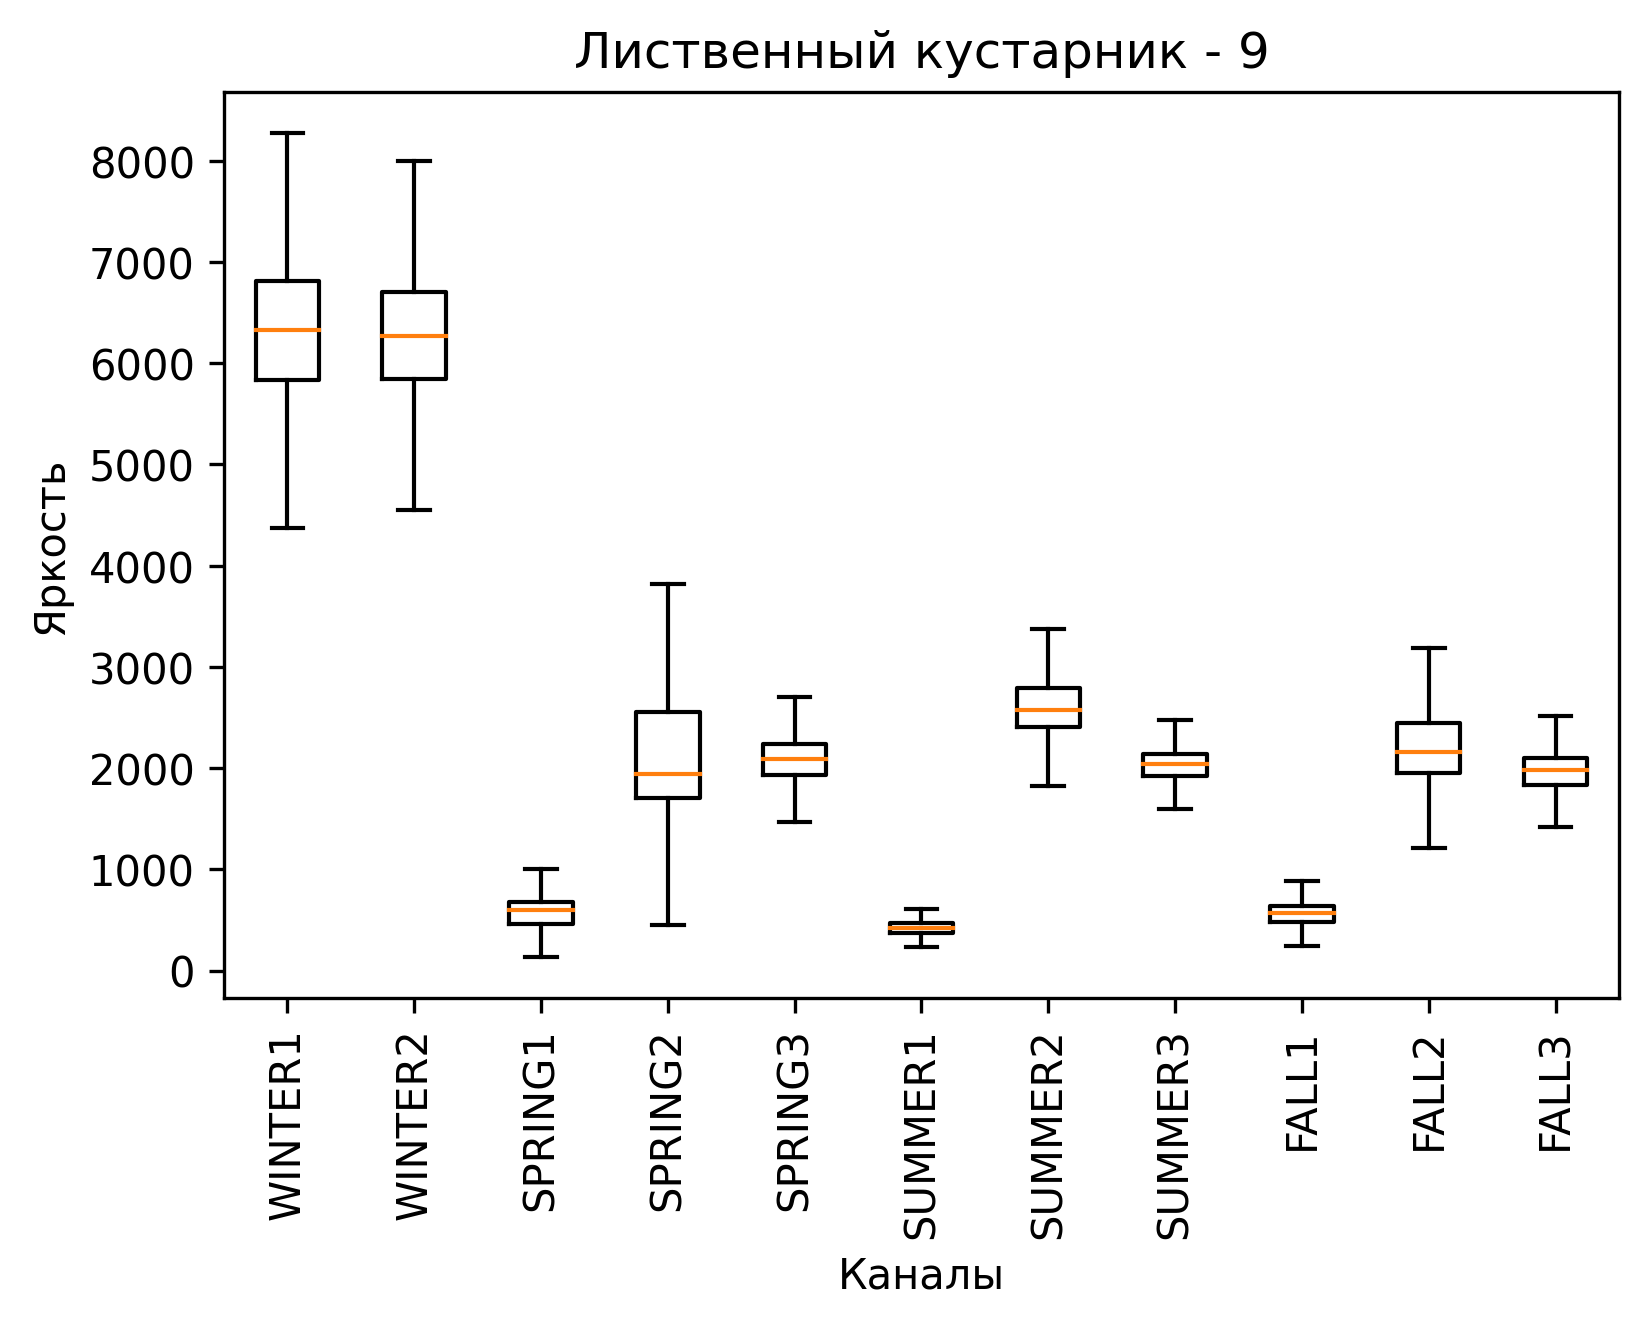 Лиственный кустарник - 9
Яркость
8000
7000
6000
5000
4000
3000
2000
1000
0
WINTER1
WINTER2
SPRING1
SPRING2
SPRING3
SUMMER1
SUMMER2
SUMMER3
FALL1
FALL2
FALL3
Каналы